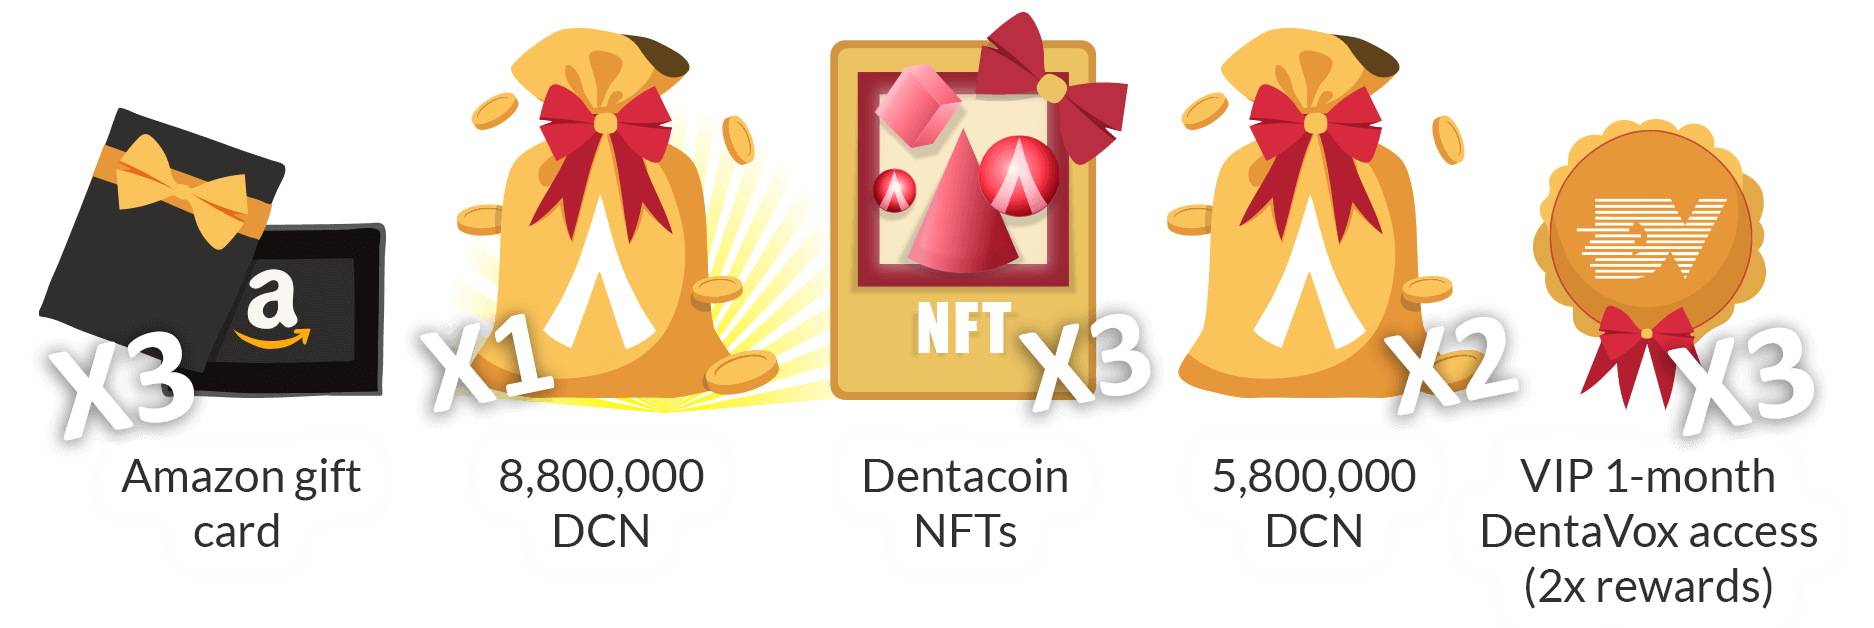 a
NFT
X3
X1
X3
X2
X3
DV
Amazon gift
card
8,800,000
DCN
Dentacoin
NFTs
5,800,000
DCN
VIP 1-month
DentaVox access
(2x rewards)